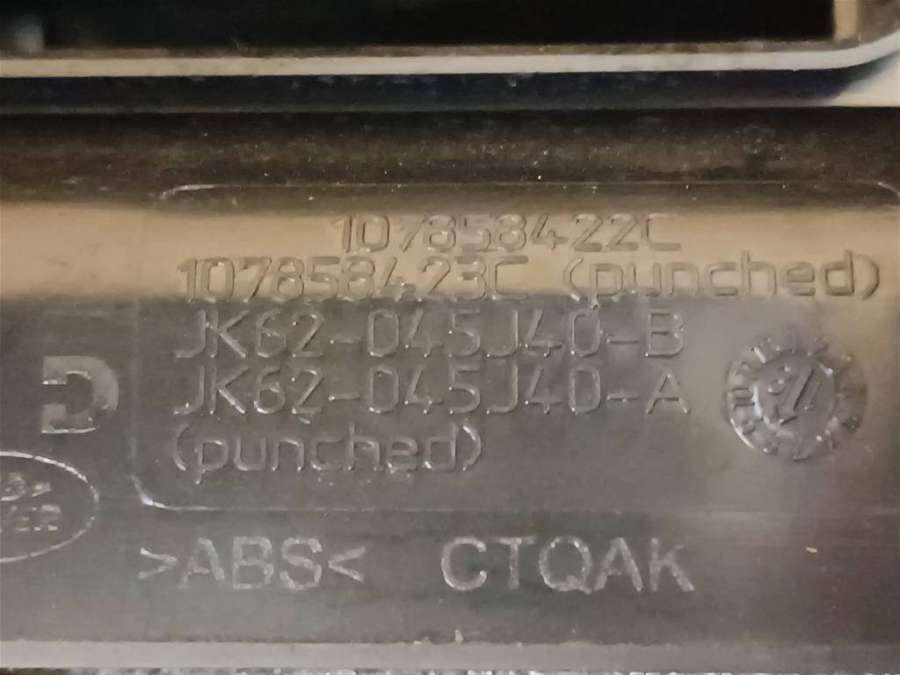 107858422C
107858423C (punched)
JK62-045J40-B
JK62-045J40-A
(punched)
>ABS< CTQAK